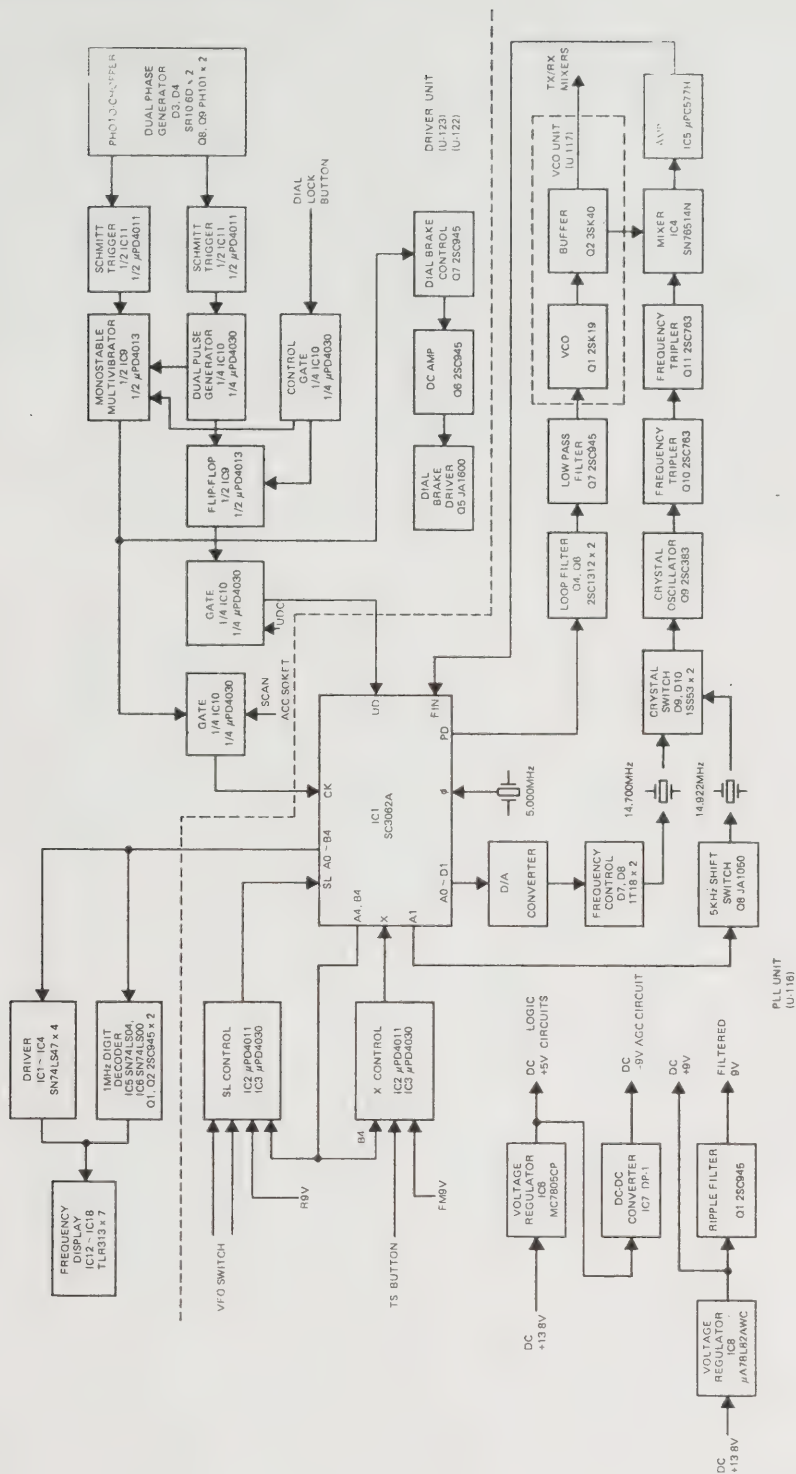 PHOTO-COUPLER
DUAL PHASE
GENERATOR
D3, D4
SR106D x 2
Q8, Q9 PH101 x 2
SCHMITT
TRIGGER
1/2 IC11
1/2 µPD4011
SCHMITT
TRIGGER
1/2 IC11
1/2 µPD4011
MONOSTABLE
MULTIVIBRATOR
1/2 IC9
1/2 µPD4013
DUAL PULSE
GENERATOR
1/4 IC10
1/4 µPD4030
CONTROL
GATE
1/4 IC10
1/4 µPD4030
DIAL
LOCK
BUTTON
FLIP-FLOP
1/2 IC9
1/2 µPD4013
GATE
1/4 IC10
1/4 µPD4030
UDC
GATE
1/4 IC10
1/4 µPD4030
SCAN
ACC SOKET
DIAL BRAKE
CONTROL
Q7 2SC945
DC AMP
Q6 2SC945
DIAL
BRAKE
DRIVER
Q5 JA1600
DRIVER UNIT
(U-123)
(U-122)
DRIVER
IC1 ~ IC4
SN74LS47 x 4
1MHz DIGIT
DECODER
IC5 SN74LS04,
IC6 SN74LS00
Q1, Q2 2SC945 x 2
FREQUENCY
DISPLAY
IC12 ~ IC18
TLR313 x 7
VFO SWITCH
R9V
SL CONTROL
IC2 µPD4011
IC3 µPD4030
B4
X CONTROL
IC2 µPD4011
IC3 µPD4030
TS BUTTON
FM9V
SL A0 ~ B4
CK
UD
FIN
PD
A4, B4
X
A1
A0 ~ D1
φ
IC1
SC3062A
5.000MHz
D/A
CONVERTER
FREQUENCY
CONTROL
D7, D8
1T18 x 2
14.700MHz
14.922MHz
5KHz SHIFT
SWITCH
Q8 JA1050
CRYSTAL
SWITCH
D9, D10
1SS53 x 2
CRYSTAL
OSCILLATOR
Q9 2SC383
FREQUENCY
TRIPLER
Q10 2SC763
FREQUENCY
TRIPLER
Q11 2SC763
MIXER
IC4
SN76514N
AMP
IC5 µPC577H
LOOP FILTER
Q4, Q6
2SC1312 x 2
LOW PASS
FILTER
Q7 2SC945
VCO
Q1 2SK19
BUFFER
Q2 3SK40
VCO UNIT
(U 117)
TX/RX
MIXERS
DC
+13 8V
VOLTAGE
REGULATOR
IC6
MC7805CP
DC LOGIC
+5V CIRCUITS
DC-DC
CONVERTER
IC7 DP-1
DC
-9V AGC CIRCUIT
DC
+13 8V
VOLTAGE
REGULATOR
IC8
µA78L82AWC
DC
+9V
RIPPLE FILTER
Q1 2SC945
FILTERED
9V
PLL UNIT
(U-116)